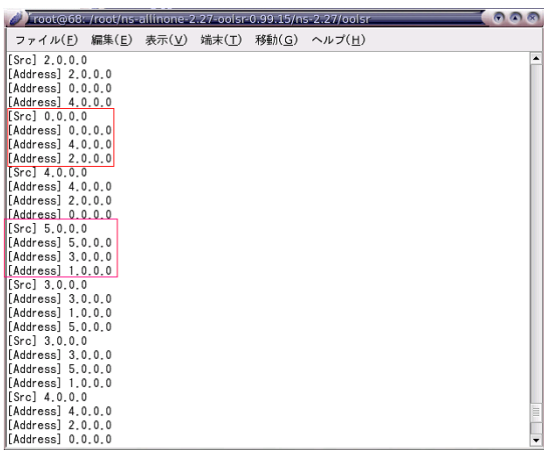 root@68: /root/ns-allinone-2.27-oolsr-0.99.15/ns-2.27/oolsr
ファイル(F) 編集(E) 表示(V) 端末(T) 移動(G) ヘルプ(H)
[Src] 2.0.0.0
[Address] 2.0.0.0
[Address] 0.0.0.0
[Address] 4.0.0.0
[Src] 0.0.0.0
[Address] 0.0.0.0
[Address] 4.0.0.0
[Address] 2.0.0.0
[Src] 4.0.0.0
[Address] 4.0.0.0
[Address] 2.0.0.0
[Address] 0.0.0.0
[Src] 5.0.0.0
[Address] 5.0.0.0
[Address] 3.0.0.0
[Address] 1.0.0.0
[Src] 3.0.0.0
[Address] 3.0.0.0
[Address] 1.0.0.0
[Address] 5.0.0.0
[Src] 3.0.0.0
[Address] 3.0.0.0
[Address] 5.0.0.0
[Address] 1.0.0.0
[Src] 4.0.0.0
[Address] 4.0.0.0
[Address] 2.0.0.0
[Address] 0.0.0.0